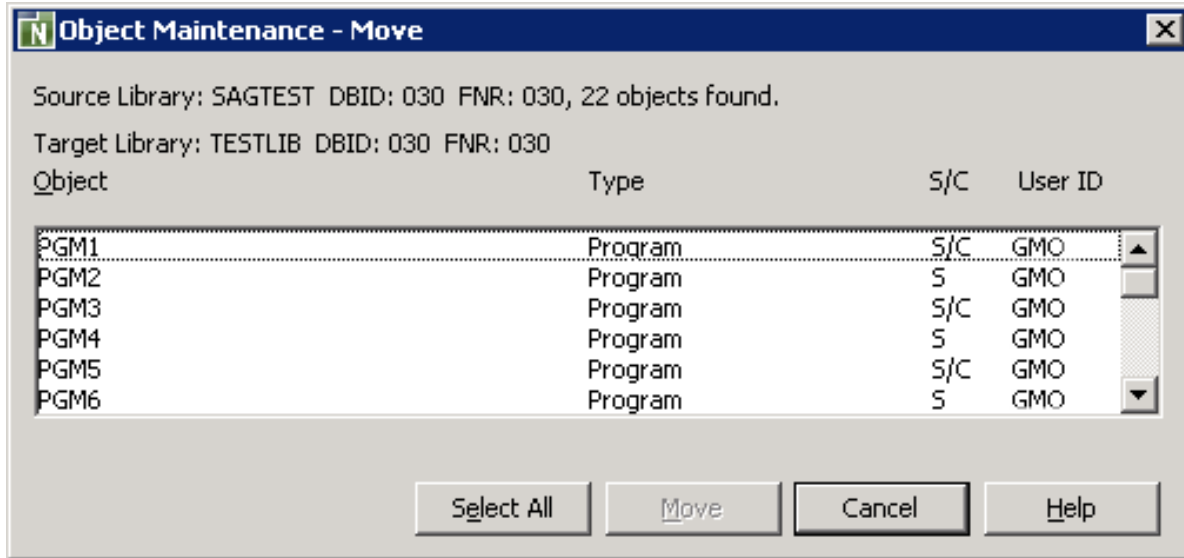 N Object Maintenance - Move
Source Library: SAGTEST DBID: 030 FNR: 030, 22 objects found.
Target Library: TESTLIB DBID: 030 FNR: 030
Object Type S/C User ID
PGM1 Program S/C GMO
PGM2 Program S GMO
PGM3 Program S/C GMO
PGM4 Program S GMO
PGM5 Program S/C GMO
PGM6 Program S GMO
Select All Move Cancel Help